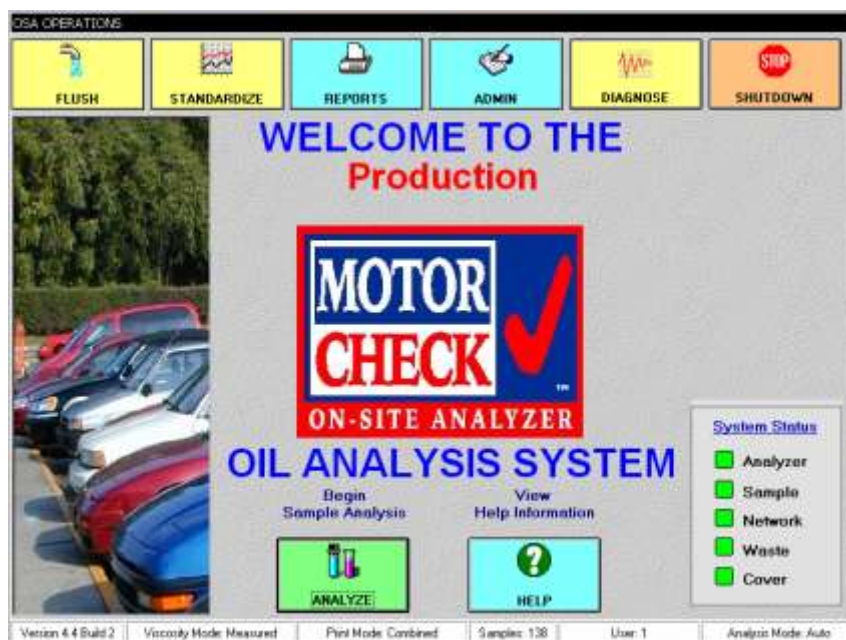 OSA OPERATIONS
FLUSH STANDARDIZE REPORTS ADMIN DIAGNOSE STOP SHUTDOWN
WELCOME TO THE
Production
MOTOR
CHECK
TM
ON-SITE ANALYZER
OIL ANALYSIS SYSTEM
Begin
Sample Analysis
View
Help Information
ANALYZE
?
HELP
System Status
Analyzer
Sample
Network
Waste
Cover
Version 4.4 Build 2 Viscosity Mode: Measured Print Mode: Combined Samples: 138 User: 1 Analysis Mode: Auto